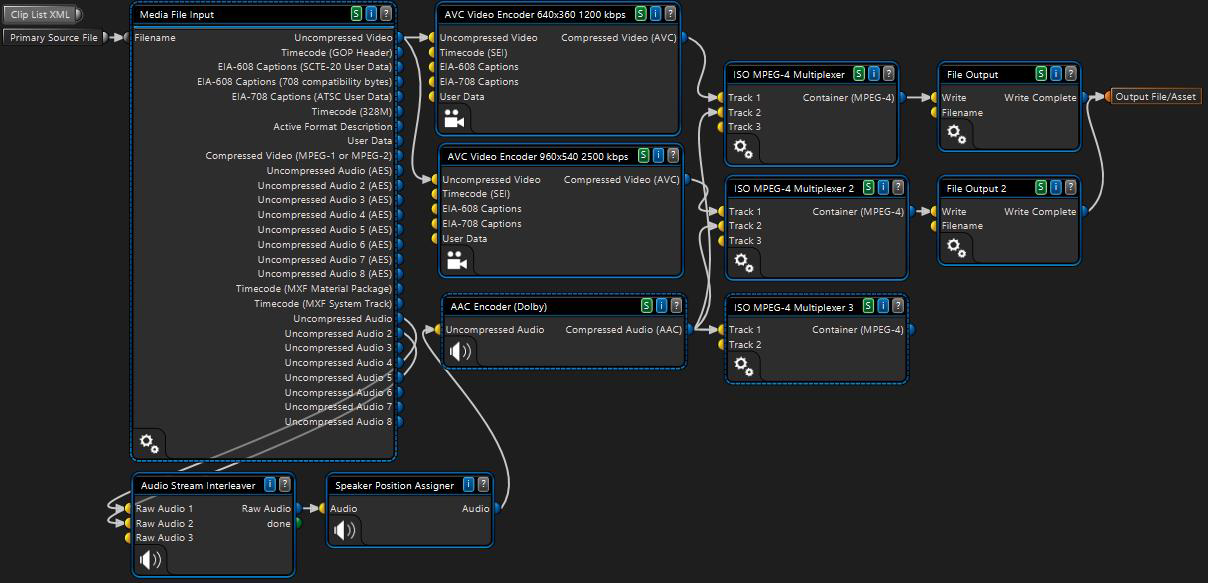 Clip List XML
Primary Source File
Media File Input S i ?
Filename
Uncompressed Video
Timecode (GOP Header)
EIA-608 Captions (SCTE-20 User Data)
EIA-608 Captions (708 compatibility bytes)
EIA-708 Captions (ATSC User Data)
Timecode (328M)
Active Format Description
User Data
Compressed Video (MPEG-1 or MPEG-2)
Uncompressed Audio (AES)
Uncompressed Audio 2 (AES)
Uncompressed Audio 3 (AES)
Uncompressed Audio 4 (AES)
Uncompressed Audio 5 (AES)
Uncompressed Audio 6 (AES)
Uncompressed Audio 7 (AES)
Uncompressed Audio 8 (AES)
Timecode (MXF Material Package)
Timecode (MXF System Track)
Uncompressed Audio
Uncompressed Audio 2
Uncompressed Audio 3
Uncompressed Audio 4
Uncompressed Audio 5
Uncompressed Audio 6
Uncompressed Audio 7
Uncompressed Audio 8
AVC Video Encoder 640x360 1200 kbps S i ?
Uncompressed Video Compressed Video (AVC)
Timecode (SEI)
EIA-608 Captions
EIA-708 Captions
User Data
AVC Video Encoder 960x540 2500 kbps S i ?
Uncompressed Video Compressed Video (AVC)
Timecode (SEI)
EIA-608 Captions
EIA-708 Captions
User Data
AAC Encoder (Dolby) S i ?
Uncompressed Audio Compressed Audio (AAC)
ISO MPEG-4 Multiplexer S i ?
Track 1 Container (MPEG-4)
Track 2
Track 3
ISO MPEG-4 Multiplexer 2 S i ?
Track 1 Container (MPEG-4)
Track 2
Track 3
ISO MPEG-4 Multiplexer 3 S i ?
Track 1 Container (MPEG-4)
Track 2
File Output S i ?
Write Write Complete
Filename
File Output 2 S i ?
Write Write Complete
Filename
Output File/Asset
Audio Stream Interleaver i ?
Raw Audio 1 Raw Audio
Raw Audio 2 done
Raw Audio 3
Speaker Position Assigner i ?
Audio Audio